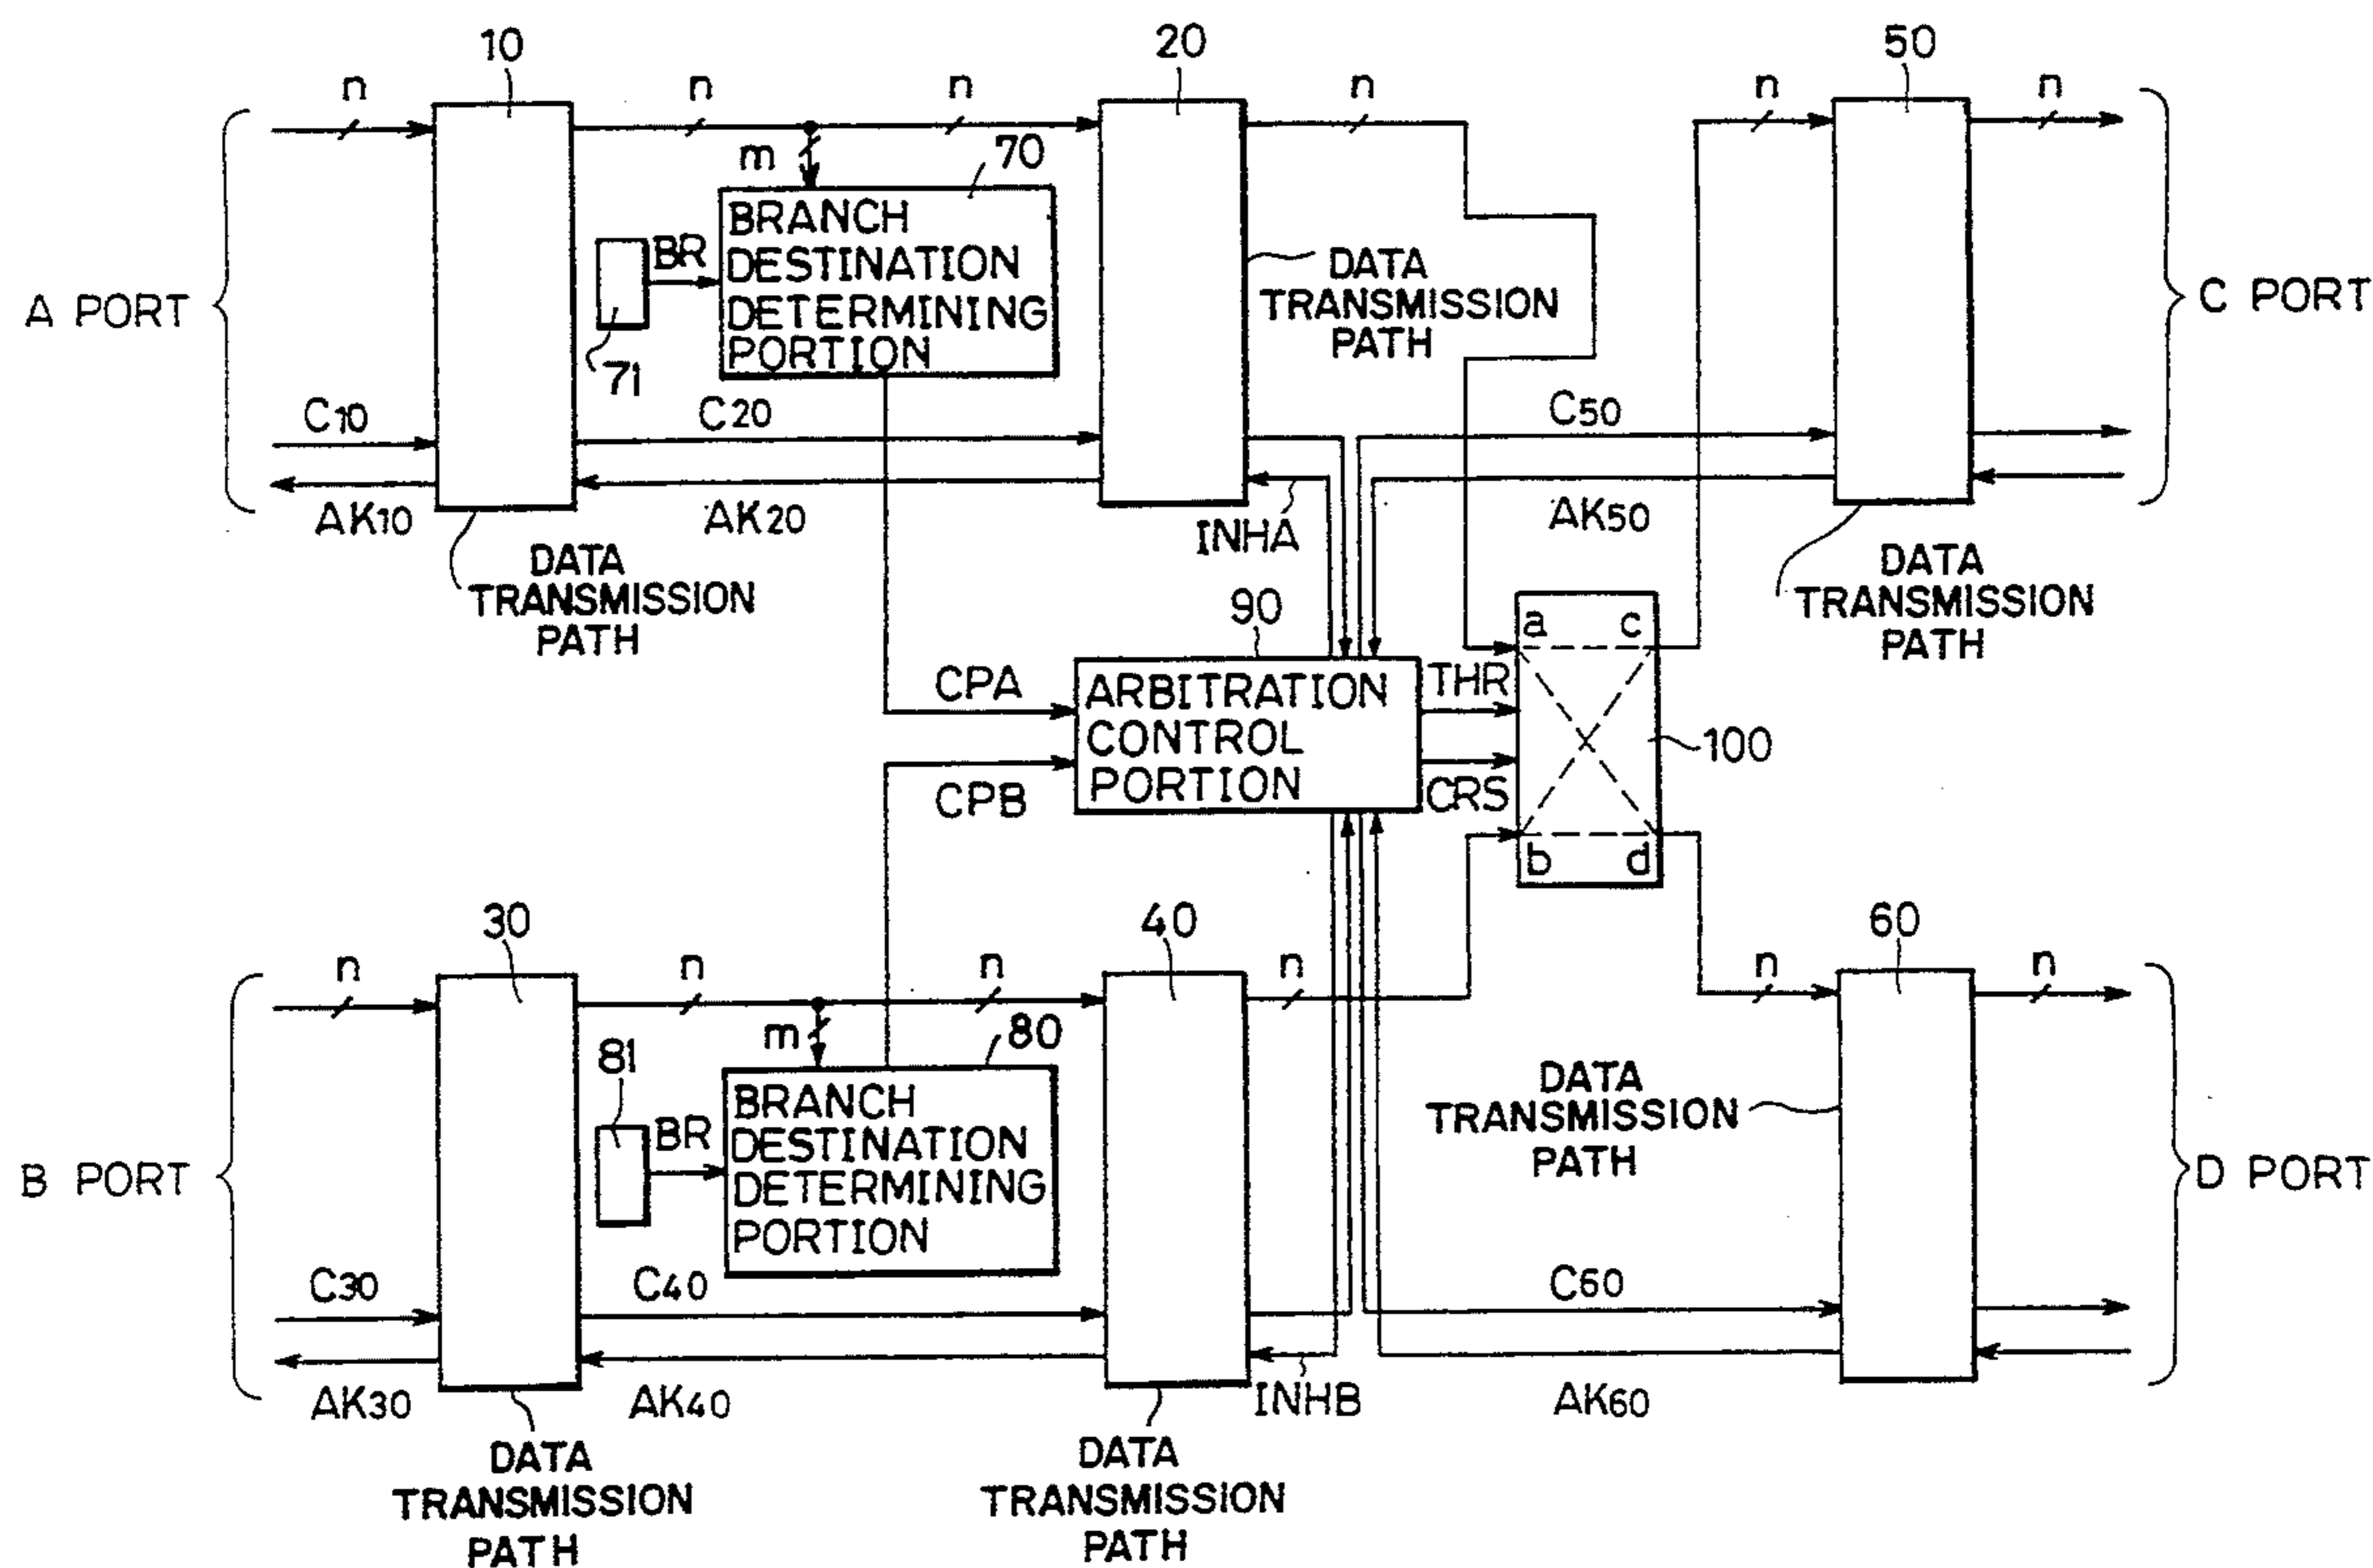 10
20
50
n
n
n
n
n
n
m
70
BRANCH
DESTINATION
DETERMINING
PORTION
BR
71
A PORT
C PORT
DATA
TRANSMISSION
PATH
C10
C20
C50
AK10
AK20
INHA
AK50
DATA
TRANSMISSION
PATH
DATA
TRANSMISSION
PATH
90
a
c
CPA
ARBITRATION
CONTROL
PORTION
THR
100
CPB
CRS
b
d
30
40
60
n
n
n
n
n
n
m
80
81
BR
BRANCH
DESTINATION
DETERMINING
PORTION
DATA
TRANSMISSION
PATH
B PORT
D PORT
C30
C40
C60
AK30
AK40
INHB
AK60
DATA
TRANSMISSION
PATH
DATA
TRANSMISSION
PATH